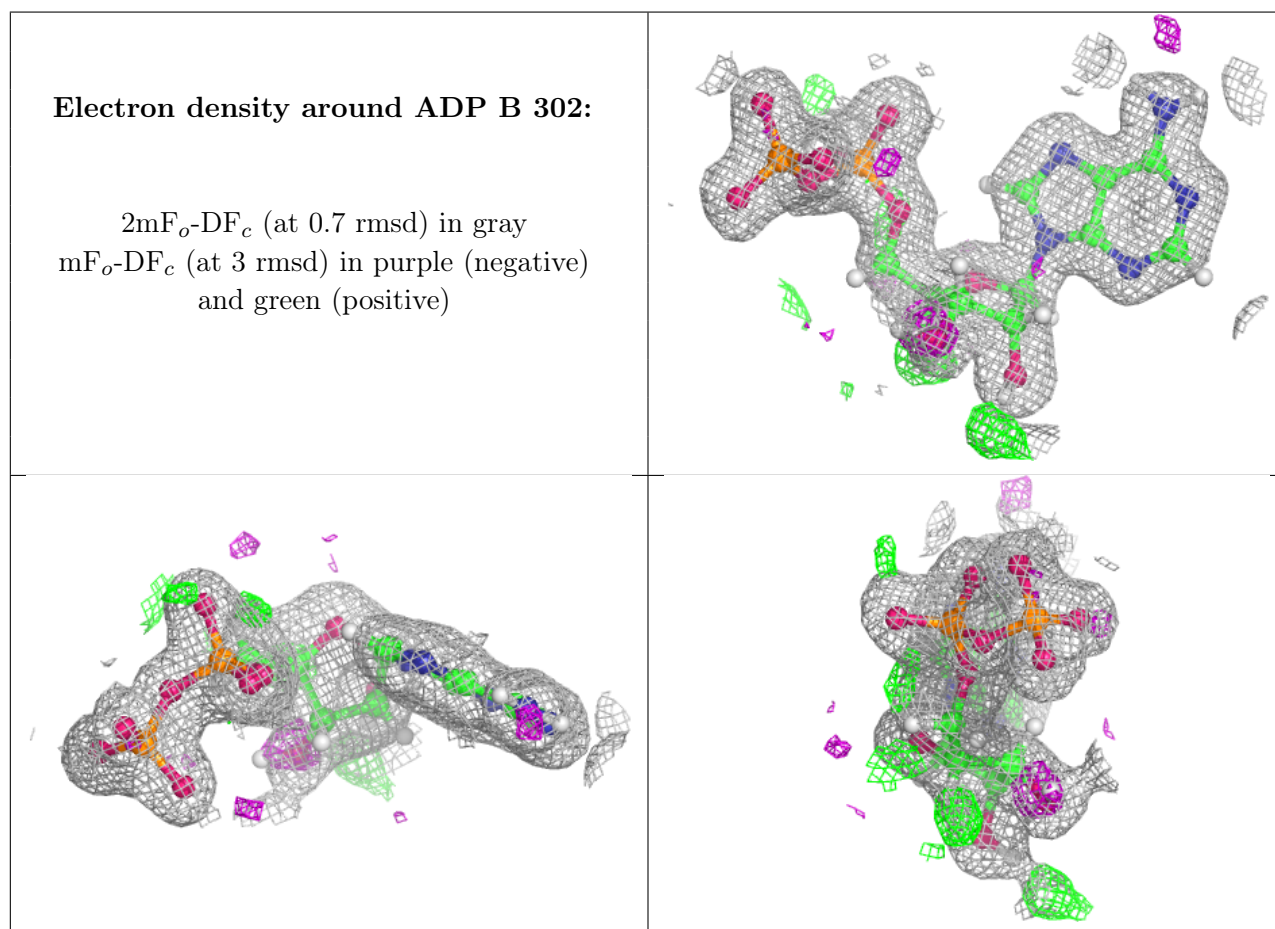 Electron density around ADP B 302:
2mFo-DFc (at 0.7 rmsd) in gray
mFo-DFc (at 3 rmsd) in purple (negative)
and green (positive)